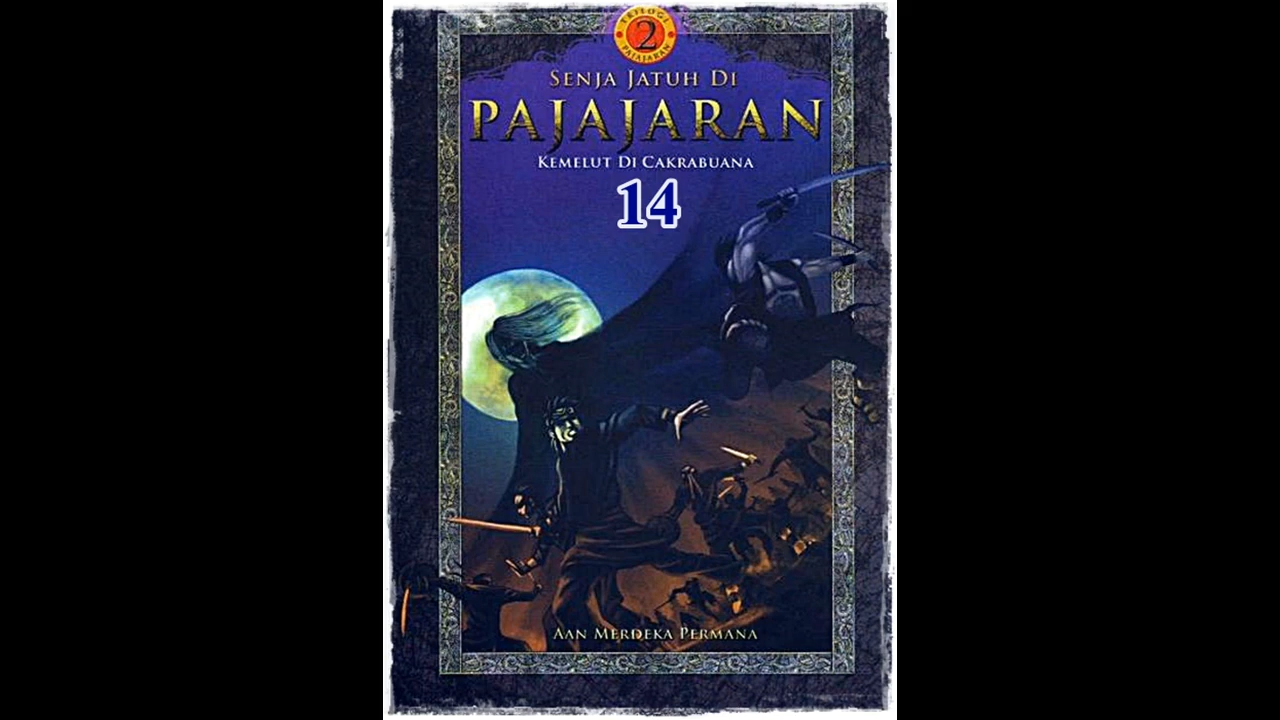 TRILOGI
2
PAJAJARAN
SENJA JATUH DI
PAJAJARAN
KEMELUT DI CAKRABUANA
14
AAN MERDEKA PERMANA